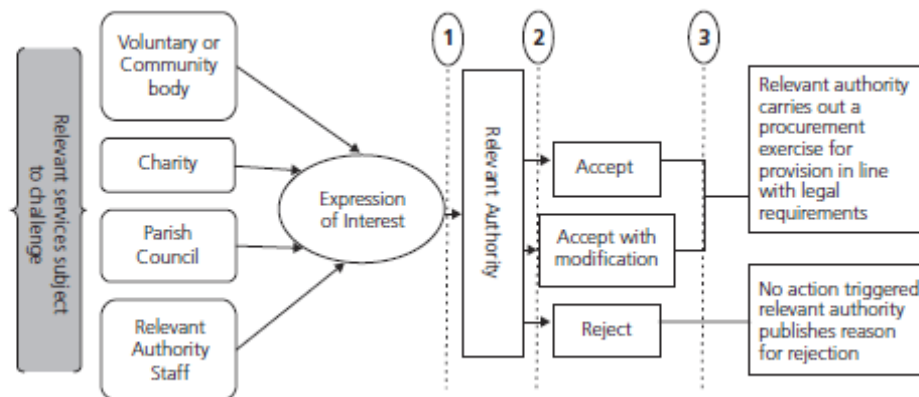 Relevant services subject
to challenge
Voluntary or
Community
body
Charity
Parish
Council
Relevant
Authority
Staff
Expression
of Interest
1
Relevant Authority
2
Accept
Accept with
modification
Reject
3
Relevant authority
carries out a
procurement
exercise for
provision in line
with legal
requirements
No action triggered
relevant authority
publishes reason
for rejection